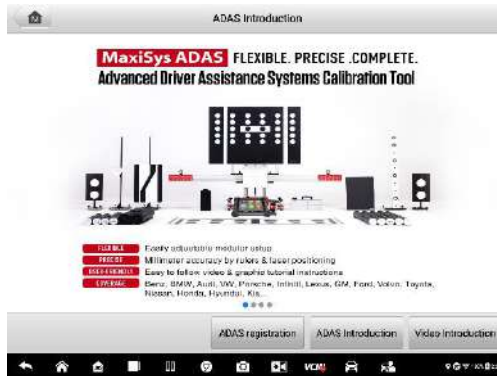 ADAS Introduction
MaxiSys ADAS FLEXIBLE. PRECISE .COMPLETE.
Advanced Driver Assistance Systems Calibration Tool
FLEXIBLE Easily adjustable modular setup
PRECISE Millimeter accuracy by rulers & laser positioning
USER-FRIENDLY Easy to follow video & graphic tutorial instructions
COVERAGE Benz, BMW, Audi, VW, Porsche, Infiniti, Lexus, GM, Ford, Volvo, Toyota,
Nissan, Honda, Hyundai, Kia...
ADAS registration ADAS Introduction Video Introduction
VCMI